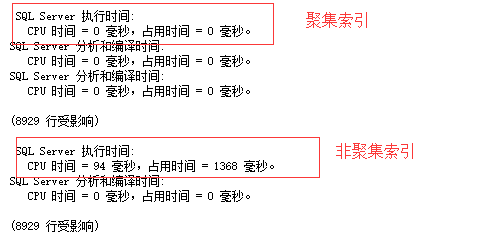 SQL Server 执行时间:
CPU 时间 = 0 毫秒，占用时间 = 0 毫秒。
聚集索引
SQL Server 分析和编译时间:
CPU 时间 = 0 毫秒，占用时间 = 0 毫秒。
SQL Server 分析和编译时间:
CPU 时间 = 0 毫秒，占用时间 = 0 毫秒。
(8929 行受影响)
SQL Server 执行时间:
CPU 时间 = 94 毫秒，占用时间 = 1368 毫秒。
非聚集索引
SQL Server 分析和编译时间:
CPU 时间 = 0 毫秒，占用时间 = 0 毫秒。
(8929 行受影响)